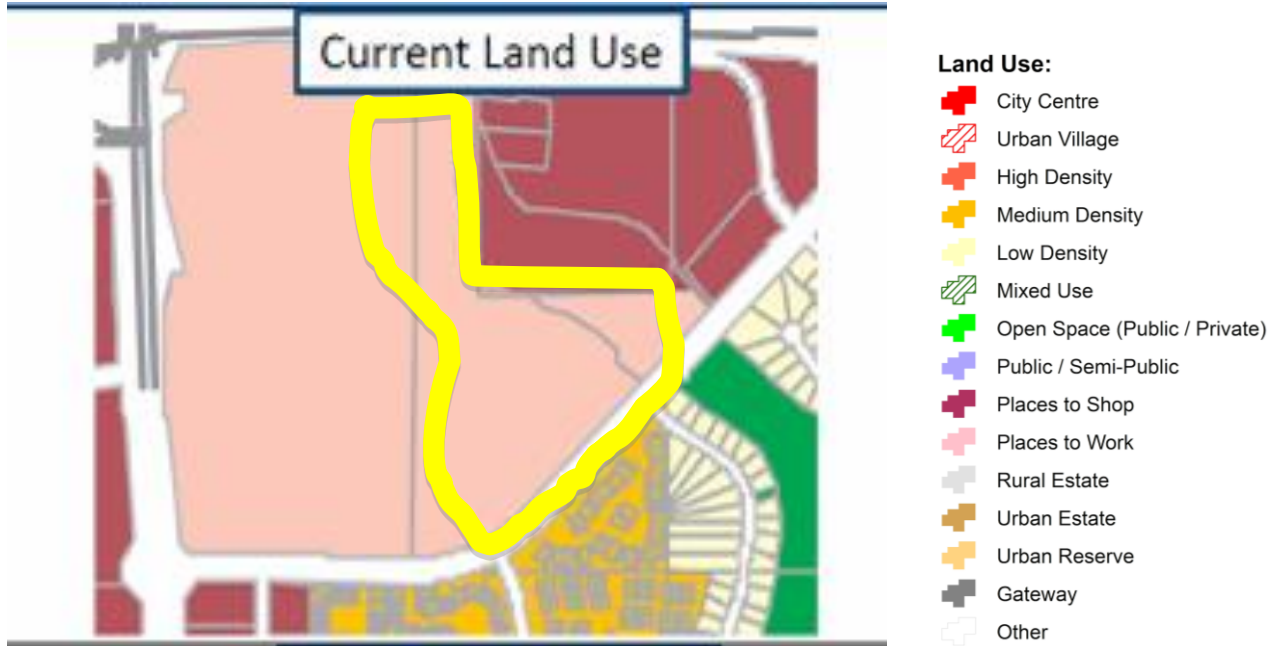 Current Land Use
Land Use:
City Centre
Urban Village
High Density
Medium Density
Low Density
Mixed Use
Open Space (Public / Private)
Public / Semi-Public
Places to Shop
Places to Work
Rural Estate
Urban Estate
Urban Reserve
Gateway
Other